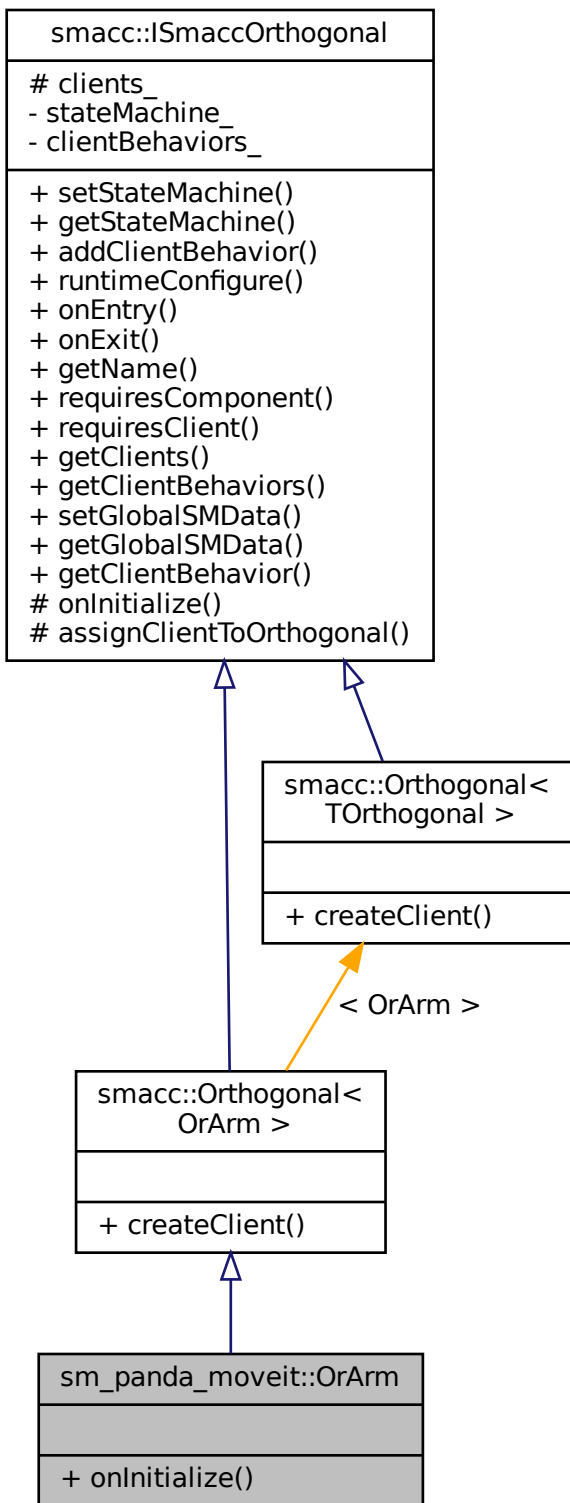 smacc::ISmaccOrthogonal
# clients_
- stateMachine_
- clientBehaviors_
+ setStateMachine()
+ getStateMachine()
+ addClientBehavior()
+ runtimeConfigure()
+ onEntry()
+ onExit()
+ getName()
+ requiresComponent()
+ requiresClient()
+ getClients()
+ getClientBehaviors()
+ setGlobalSMData()
+ getGlobalSMData()
+ getClientBehavior()
# onInitialize()
# assignClientToOrthogonal()
smacc::Orthogonal<
TOrthogonal >
+ createClient()
< OrArm >
smacc::Orthogonal<
OrArm >
+ createClient()
sm_panda_moveit::OrArm
+ onInitialize()